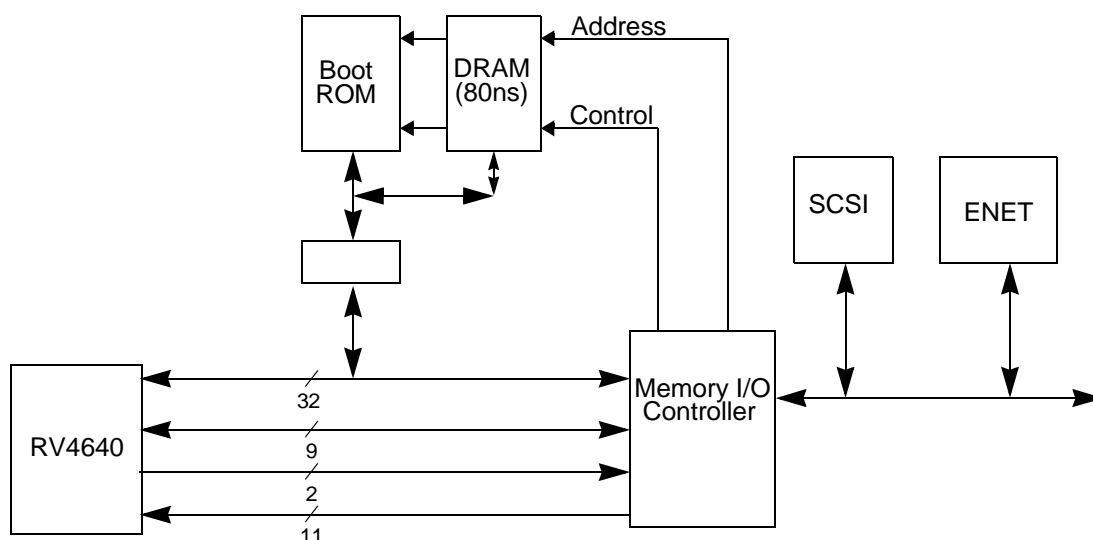 Address
Boot
ROM
DRAM
(80ns)
Control
SCSI
ENET
Memory I/O
Controller
RV4640
32
9
2
11